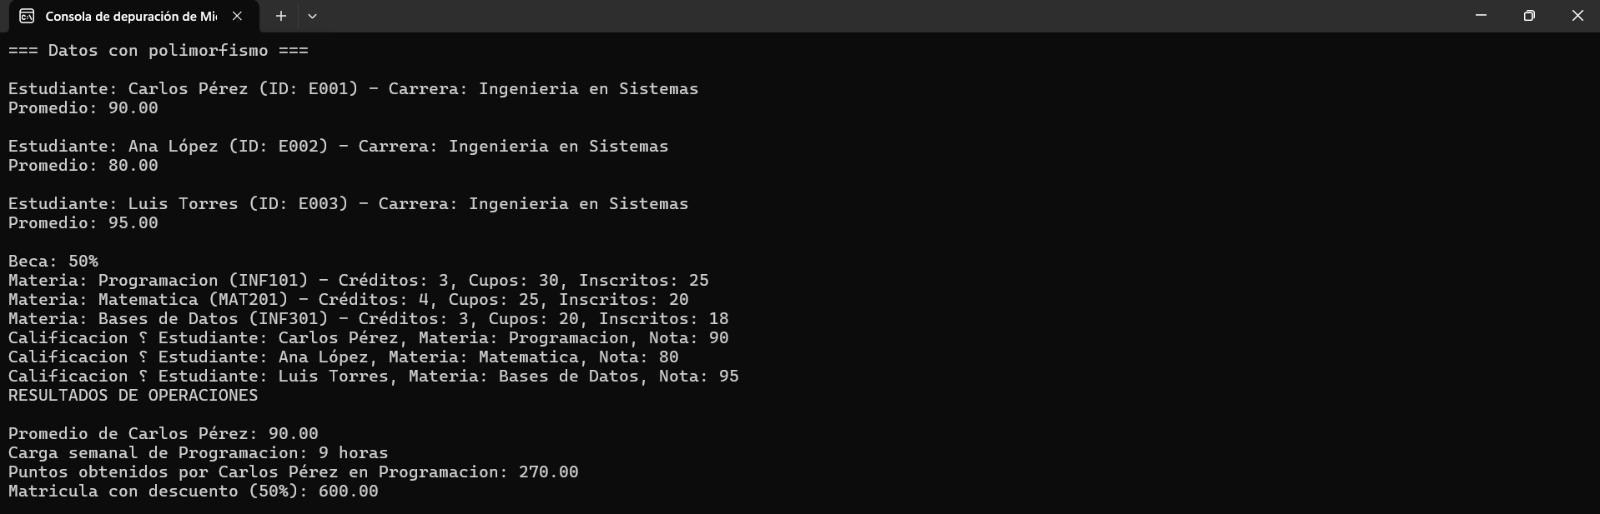 Consola de depuración de Mi
=== Datos con polimorfismo ===
Estudiante: Carlos Pérez (ID: E001) - Carrera: Ingenieria en Sistemas
Promedio: 90.00
Estudiante: Ana López (ID: E002) - Carrera: Ingenieria en Sistemas
Promedio: 80.00
Estudiante: Luis Torres (ID: E003) - Carrera: Ingenieria en Sistemas
Promedio: 95.00
Beca: 50%
Materia: Programacion (INF101) - Créditos: 3, Cupos: 30, Inscritos: 25
Materia: Matematica (MAT201) - Créditos: 4, Cupos: 25, Inscritos: 20
Materia: Bases de Datos (INF301) - Créditos: 3, Cupos: 20, Inscritos: 18
Calificacion ⸮ Estudiante: Carlos Pérez, Materia: Programacion, Nota: 90
Calificacion ⸮ Estudiante: Ana López, Materia: Matematica, Nota: 80
Calificacion ⸮ Estudiante: Luis Torres, Materia: Bases de Datos, Nota: 95
RESULTADOS DE OPERACIONES
Promedio de Carlos Pérez: 90.00
Carga semanal de Programacion: 9 horas
Puntos obtenidos por Carlos Pérez en Programacion: 270.00
Matricula con descuento (50%): 600.00